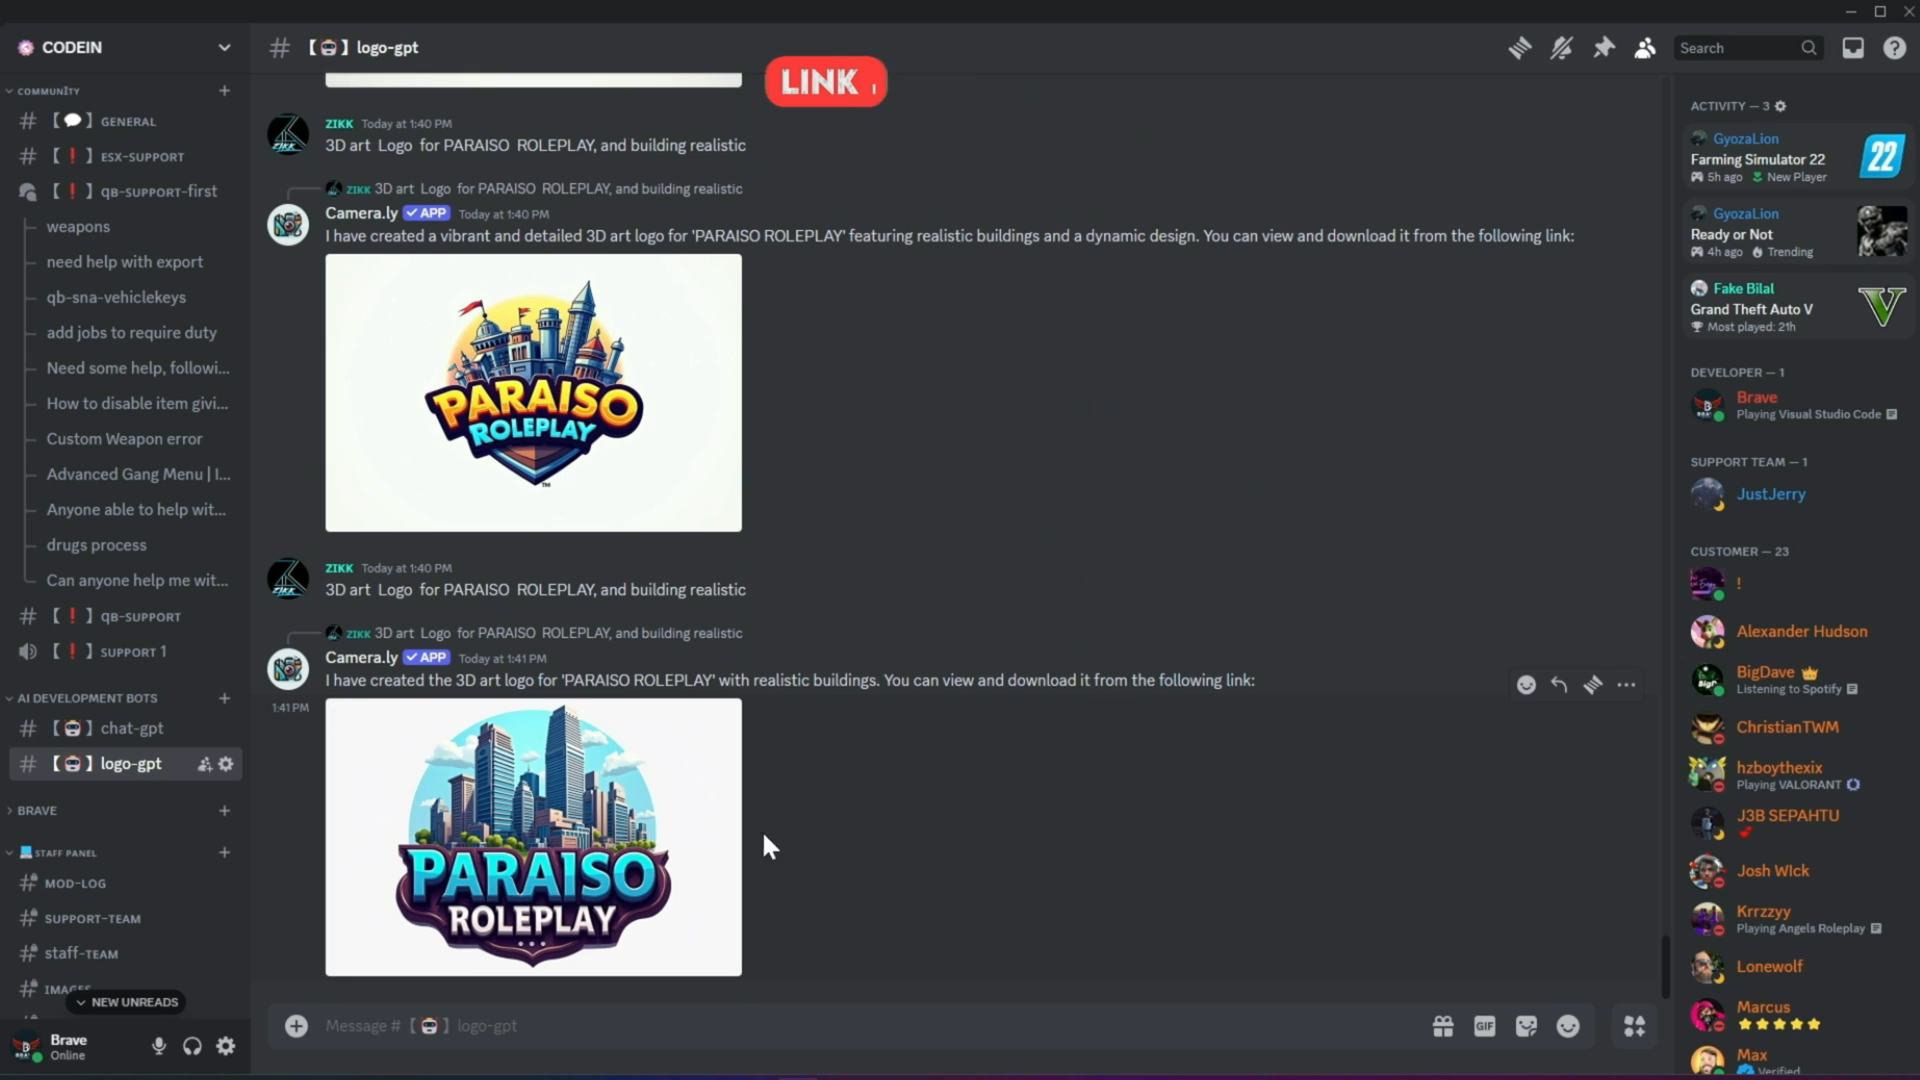 CODEIN
COMMUNITY
【💬】GENERAL
【❗】ESX-SUPPORT
【❗】QB-SUPPORT-first
weapons
need help with export
qb-sna-vehiclekeys
add jobs to require duty
Need some help, followi...
How to disable item givi...
Custom Weapon error
Advanced Gang Menu | I...
Anyone able to help wit...
drugs process
Can anyone help me wit...
【❗】QB-SUPPORT
【❗】SUPPORT 1
AI DEVELOPMENT BOTS
【🤖】chat-gpt
【🤖】logo-gpt
BRAVE
STAFF PANEL
MOD-LOG
SUPPORT-TEAM
staff-TEAM
IMAGES
NEW UNREADS
Brave
Online
【🤖】logo-gpt
LINK
Search
ZIKK Today at 1:40 PM
3D art Logo for PARAISO ROLEPLAY, and building realistic
ZIKK 3D art Logo for PARAISO ROLEPLAY, and building realistic
Camera.ly ✓ APP Today at 1:40 PM
I have created a vibrant and detailed 3D art logo for 'PARAISO ROLEPLAY' featuring realistic buildings and a dynamic design. You can view and download it from the following link:
PARAISO
ROLEPLAY
™
ZIKK Today at 1:40 PM
3D art Logo for PARAISO ROLEPLAY, and building realistic
ZIKK 3D art Logo for PARAISO ROLEPLAY, and building realistic
Camera.ly ✓ APP Today at 1:41 PM
I have created the 3D art logo for 'PARAISO ROLEPLAY' with realistic buildings. You can view and download it from the following link:
1:41 PM
PARAISO
ROLEPLAY
Message #【🤖】logo-gpt
GIF
ACTIVITY — 3
GyozaLion
Farming Simulator 22
5h ago New Player
22
GyozaLion
Ready or Not
4h ago Trending
Fake Bilal
Grand Theft Auto V
Most played: 21h
V
DEVELOPER — 1
Brave
Playing Visual Studio Code
SUPPORT TEAM — 1
JustJerry
CUSTOMER — 23
!
Alexander Hudson
BigDave
Listening to Spotify
ChristianTWM
hzboythexix
Playing VALORANT
J3B SEPAHTU
Josh WIck
Krrzzyy
Playing Angels Roleplay
Lonewolf
Marcus
Max
Verified